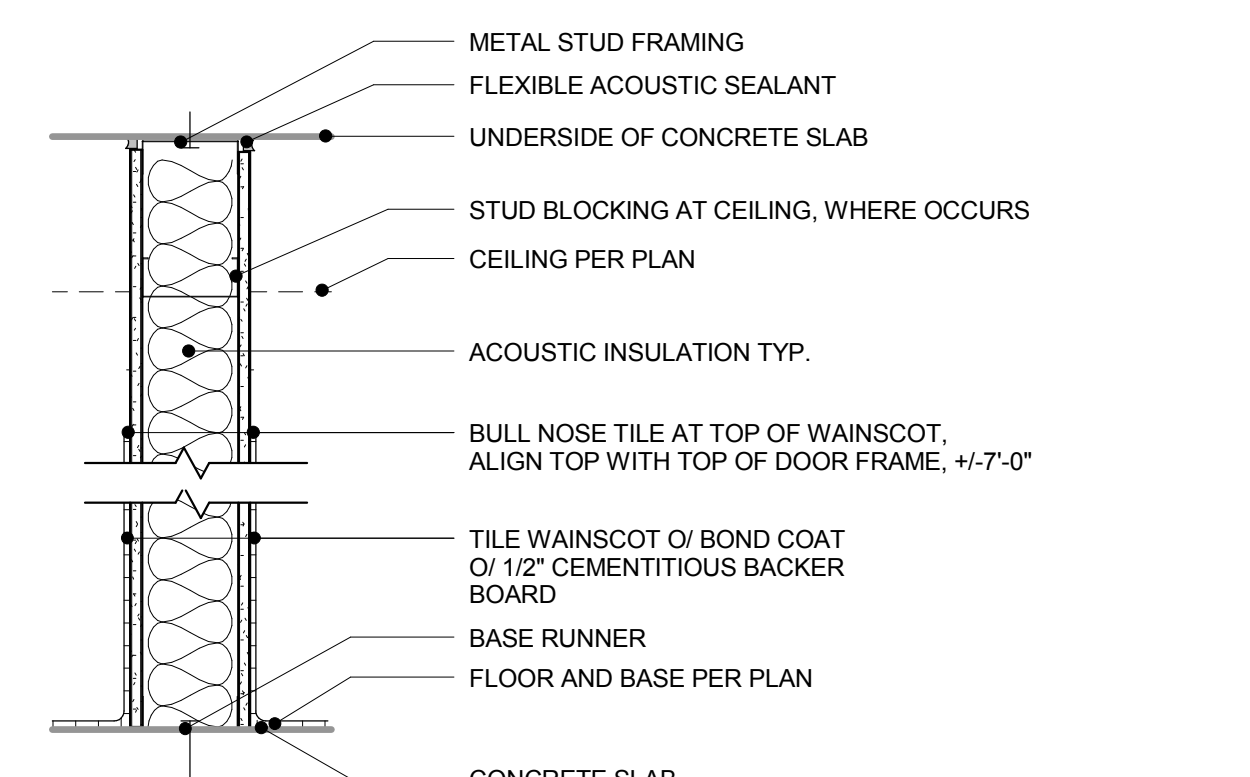 METAL STUD FRAMING
FLEXIBLE ACOUSTIC SEALANT
UNDERSIDE OF CONCRETE SLAB
STUD BLOCKING AT CEILING, WHERE OCCURS
CEILING PER PLAN
ACOUSTIC INSULATION TYP.
BULL NOSE TILE AT TOP OF WAINSCOT,
ALIGN TOP WITH TOP OF DOOR FRAME, +/-7'-0"
TILE WAINSCOT O/ BOND COAT
O/ 1/2" CEMENTITIOUS BACKER
BOARD
BASE RUNNER
FLOOR AND BASE PER PLAN
CONCRETE SLAB